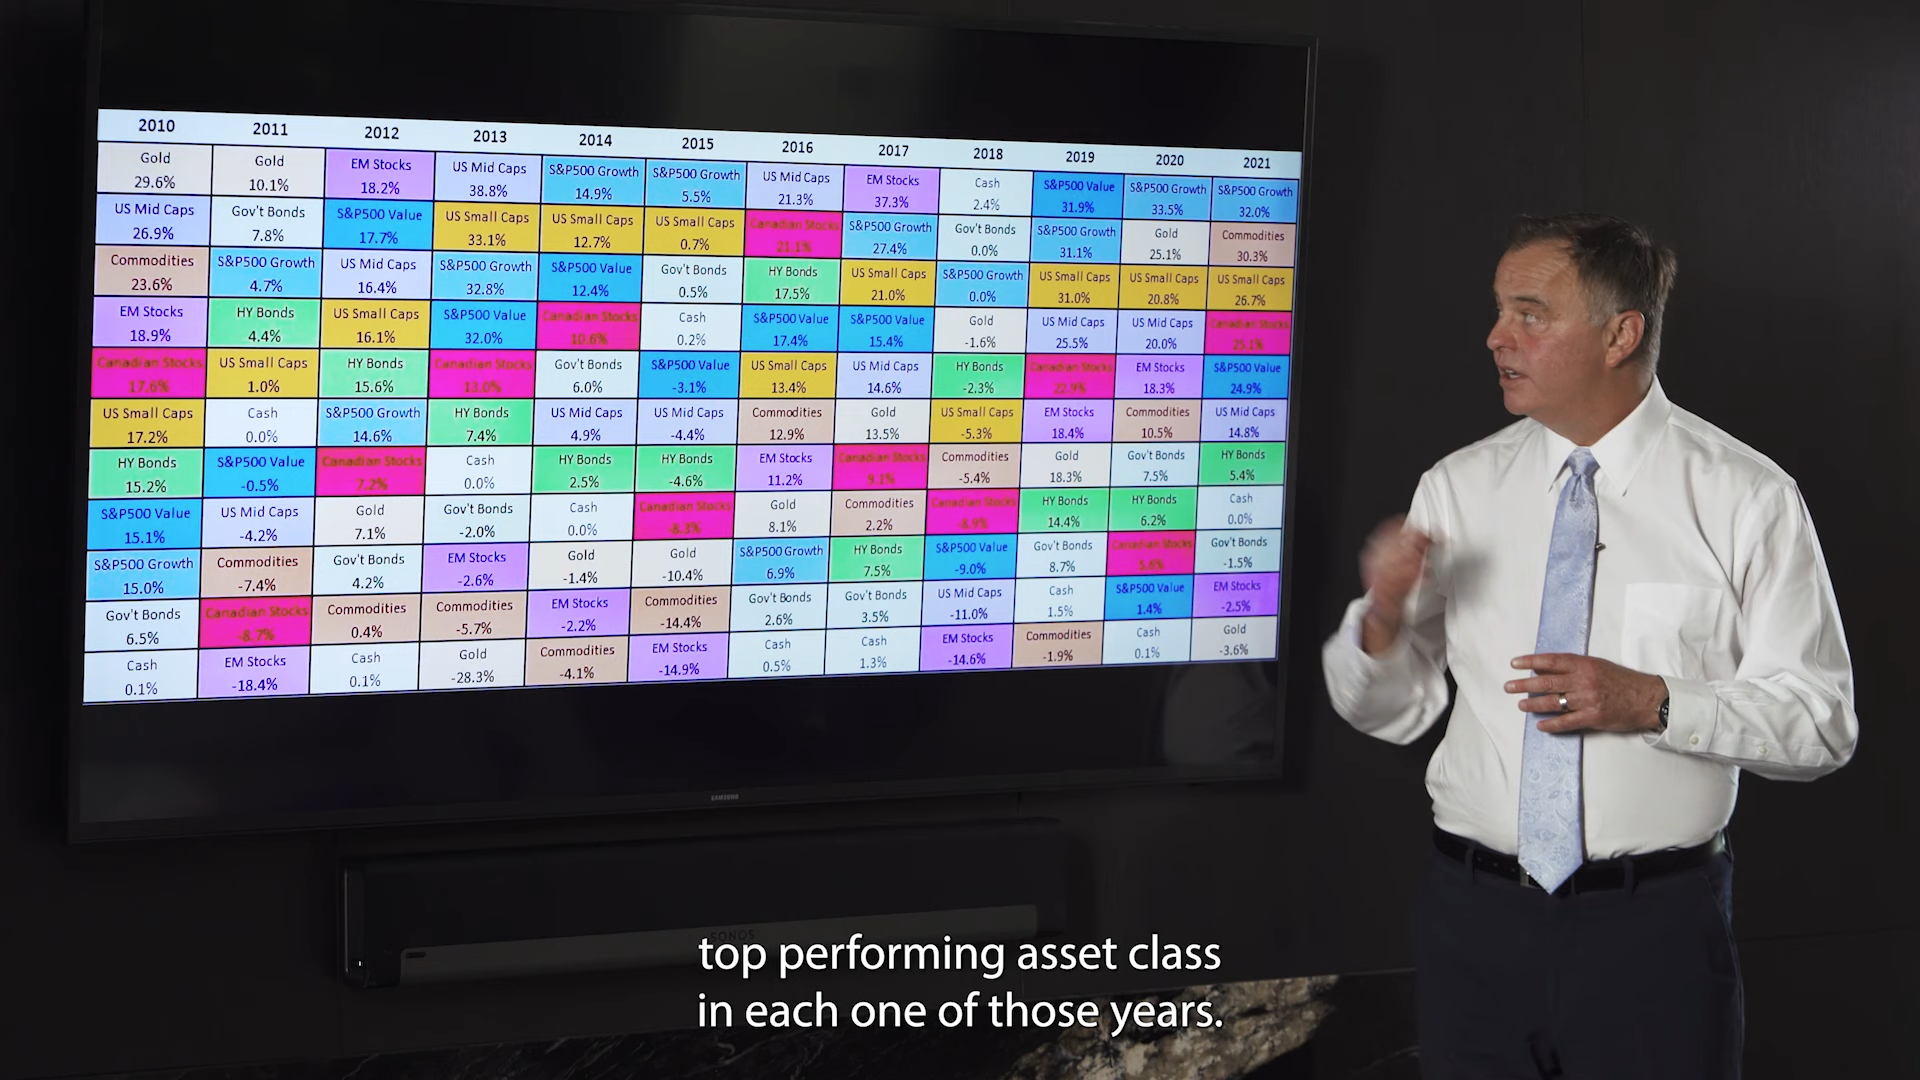 2010 2011 2012 2013 2014 2015 2016 2017 2018 2019 2020 2021
Gold Gold EM Stocks US Mid Caps S&P500 Growth S&P500 Growth US Mid Caps EM Stocks Cash S&P500 Value S&P500 Growth S&P500 Growth
29.6% 10.1% 18.2% 38.8% 14.9% 5.5% 21.3% 37.3% 2.4% 31.9% 33.5% 32.0%
US Mid Caps Gov't Bonds S&P500 Value US Small Caps US Small Caps US Small Caps Canadian Stocks S&P500 Growth Gov't Bonds S&P500 Growth Gold Commodities
26.9% 7.8% 17.7% 33.1% 12.7% 0.7% 21.1% 27.4% 0.0% 31.1% 25.1% 30.3%
Commodities S&P500 Growth US Mid Caps S&P500 Growth S&P500 Value Gov't Bonds HY Bonds US Small Caps S&P500 Growth US Small Caps US Small Caps US Small Caps
23.6% 4.7% 16.4% 32.8% 12.4% 0.5% 17.5% 21.0% 0.0% 31.0% 20.8% 26.7%
EM Stocks HY Bonds US Small Caps S&P500 Value Canadian Stocks Cash S&P500 Value S&P500 Value Gold US Mid Caps US Mid Caps Canadian Stocks
18.9% 4.4% 16.1% 32.0% 10.6% 0.2% 17.4% 15.4% -1.6% 25.5% 20.0% 25.1%
Canadian Stocks US Small Caps HY Bonds Canadian Stocks Gov't Bonds S&P500 Value US Small Caps US Mid Caps HY Bonds Canadian Stocks EM Stocks S&P500 Value
17.6% 1.0% 15.6% 13.0% 6.0% -3.1% 13.4% 14.6% -2.3% 22.9% 18.3% 24.9%
US Small Caps Cash S&P500 Growth HY Bonds US Mid Caps US Mid Caps Commodities Gold US Small Caps EM Stocks Commodities US Mid Caps
17.2% 0.0% 14.6% 7.4% 4.9% -4.4% 12.9% 13.5% -5.3% 18.4% 10.5% 14.8%
HY Bonds S&P500 Value Canadian Stocks Cash HY Bonds HY Bonds EM Stocks Canadian Stocks Commodities Gold Gov't Bonds HY Bonds
15.2% -0.5% 7.2% 0.0% 2.5% -4.6% 11.2% 9.1% -5.4% 18.3% 7.5% 5.4%
S&P500 Value US Mid Caps Gold Gov't Bonds Cash Canadian Stocks Gold Commodities Canadian Stocks HY Bonds HY Bonds Cash
15.1% -4.2% 7.1% -2.0% 0.0% -8.3% 8.1% 2.2% -8.9% 14.4% 6.2% 0.0%
S&P500 Growth Commodities Gov't Bonds EM Stocks Gold Gold S&P500 Growth HY Bonds S&P500 Value Gov't Bonds Canadian Stocks Gov't Bonds
15.0% -7.4% 4.2% -2.6% -1.4% -10.4% 6.9% 7.5% -9.0% 8.7% 5.6% -1.5%
Gov't Bonds Canadian Stocks Commodities Commodities EM Stocks Commodities Gov't Bonds Gov't Bonds US Mid Caps Cash S&P500 Value EM Stocks
6.5% -8.7% 0.4% -5.7% -2.2% -14.4% 2.6% 3.5% -11.0% 1.5% 1.4% -2.5%
Cash EM Stocks Cash Gold Commodities EM Stocks Cash Cash EM Stocks Commodities Cash Gold
0.1% -18.4% 0.1% -28.3% -4.1% -14.9% 0.5% 1.3% -14.6% -1.9% 0.1% -3.6%
SAMSUNG
SONOS
top performing asset class
in each one of those years.